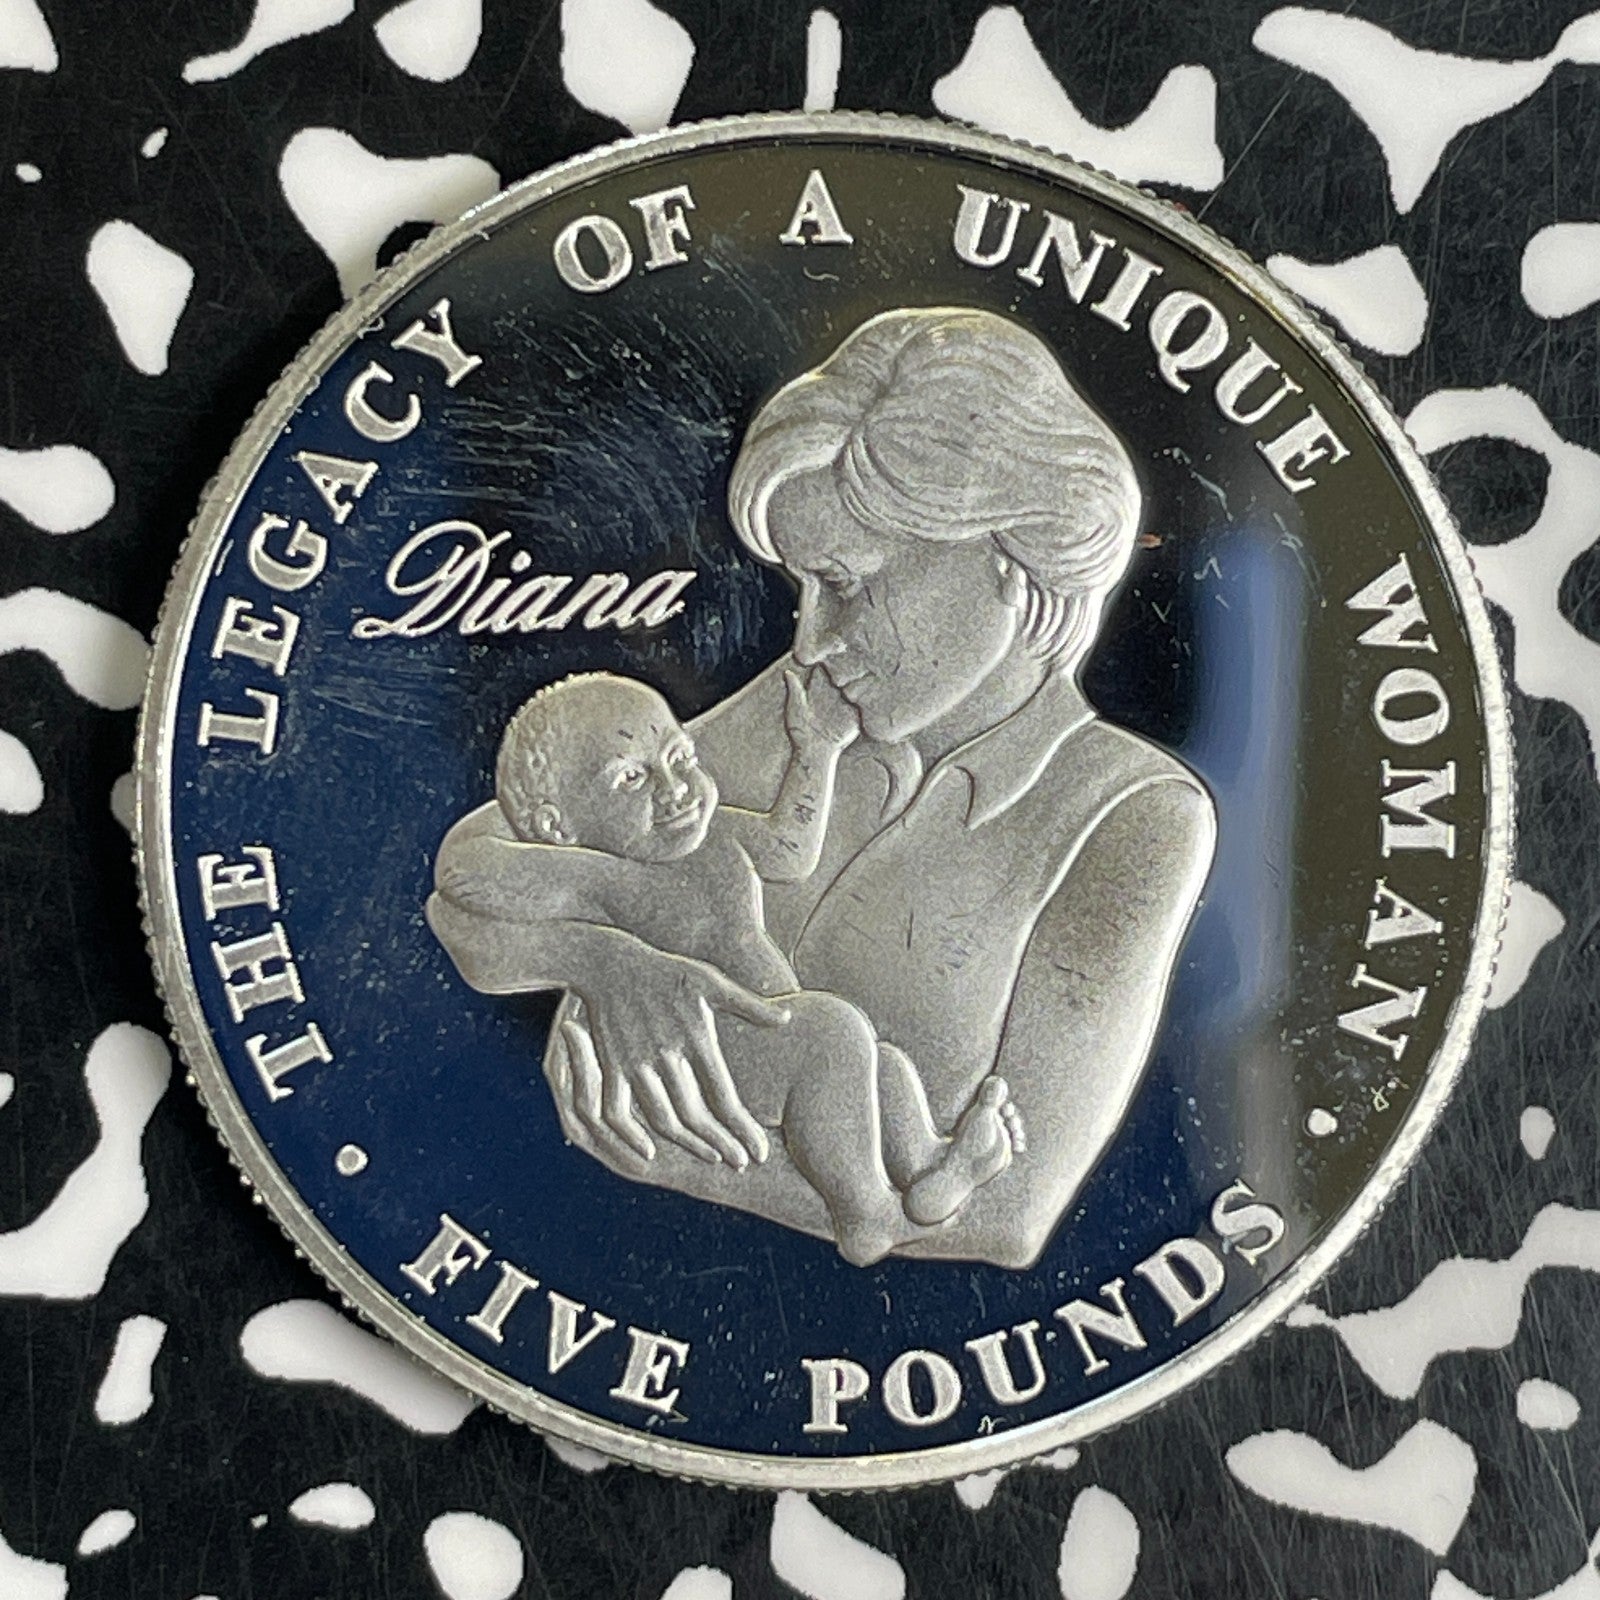 THE LEGACY OF A UNIQUE WOMAN
Diana
• FIVE POUNDS •